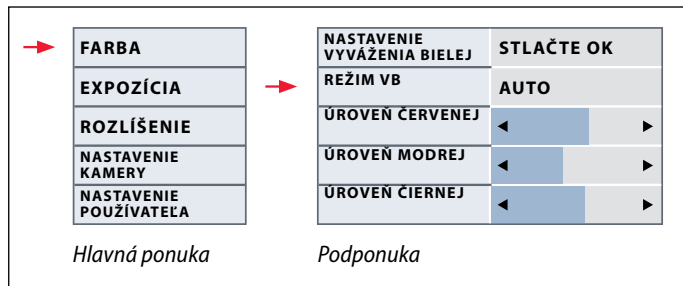 FARBA
EXPOZÍCIA
ROZLÍŠENIE
NASTAVENIE
KAMERY
NASTAVENIE
POUŽÍVATEĽA
Hlavná ponuka
NASTAVENIE
VYVÁŽENIA BIELEJ
STLAČTE OK
REŽIM VB
AUTO
ÚROVEŇ ČERVENEJ
ÚROVEŇ MODREJ
ÚROVEŇ ČIERNEJ
Podponuka